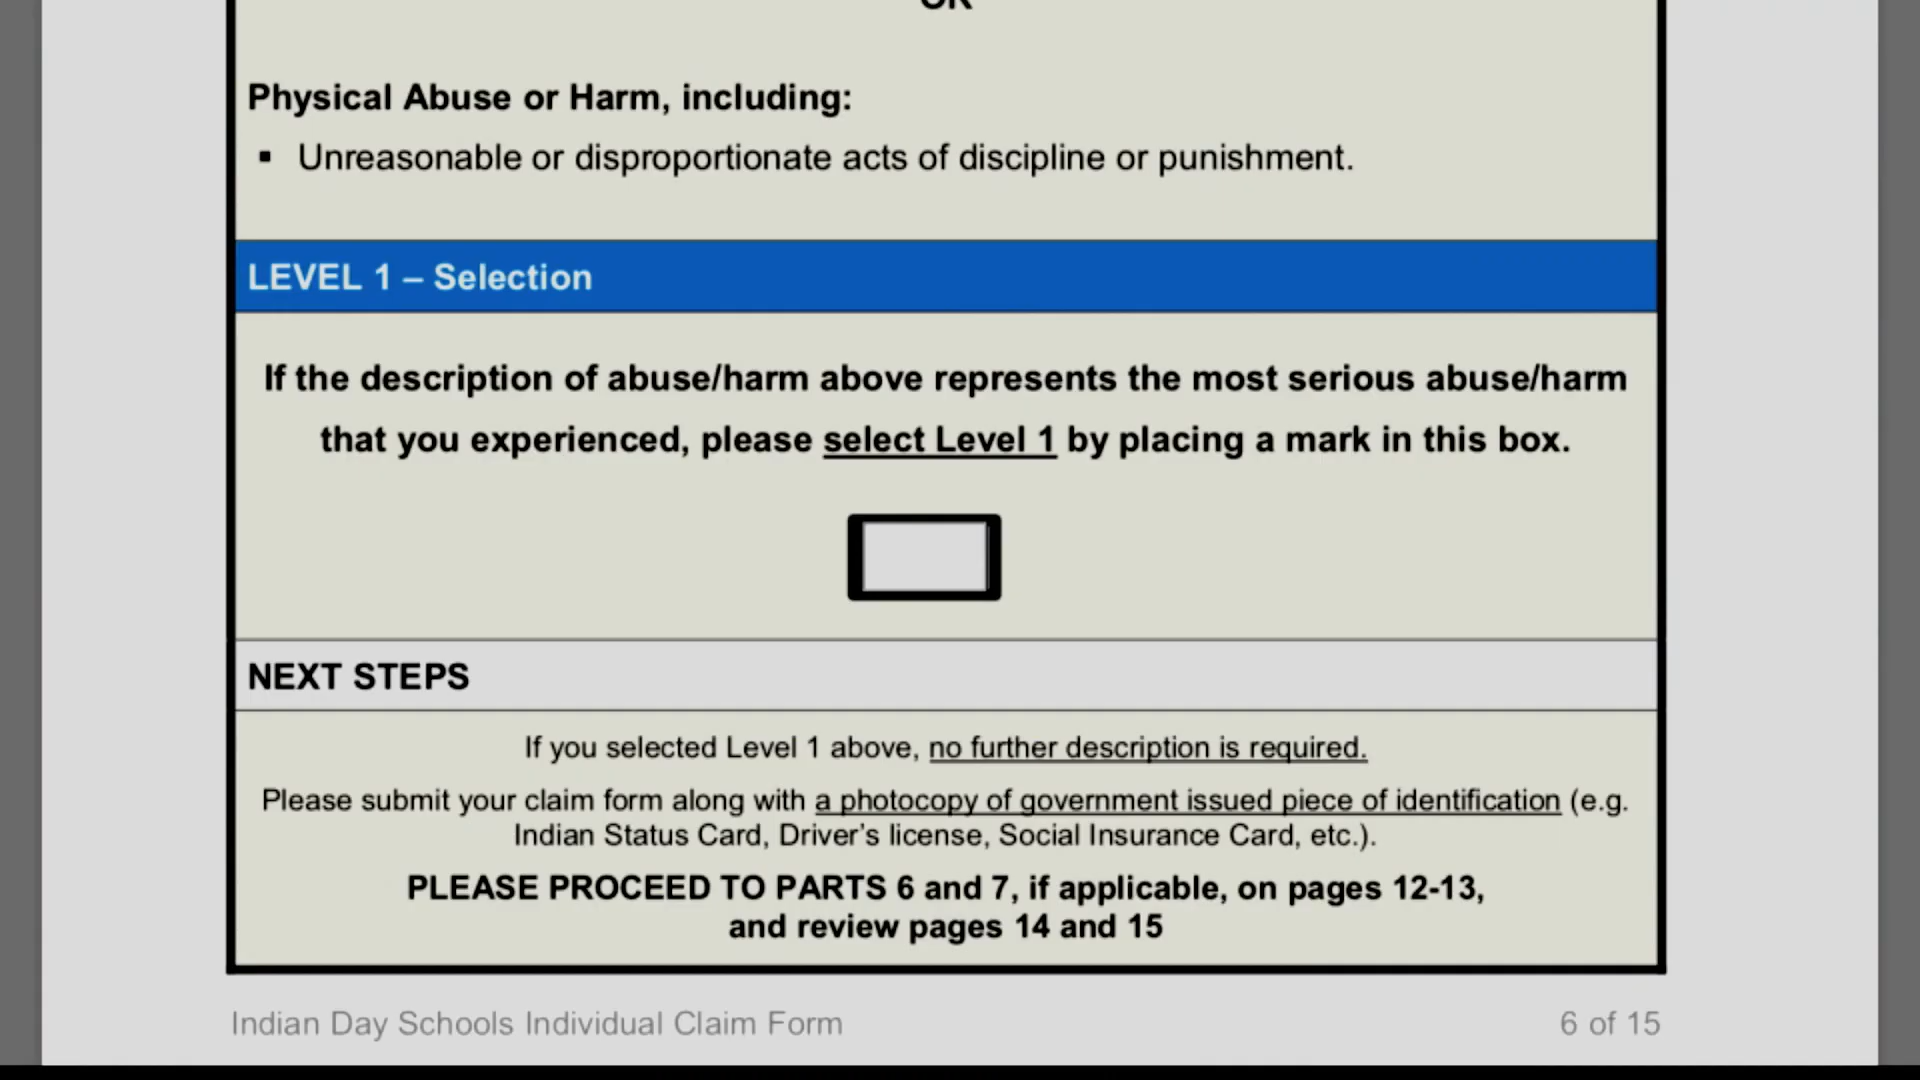 OR
Physical Abuse or Harm, including:
▪ Unreasonable or disproportionate acts of discipline or punishment.
LEVEL 1 – Selection
If the description of abuse/harm above represents the most serious abuse/harm
that you experienced, please select Level 1 by placing a mark in this box.
NEXT STEPS
If you selected Level 1 above, no further description is required.
Please submit your claim form along with a photocopy of government issued piece of identification (e.g.
Indian Status Card, Driver's license, Social Insurance Card, etc.).
PLEASE PROCEED TO PARTS 6 and 7, if applicable, on pages 12-13,
and review pages 14 and 15
Indian Day Schools Individual Claim Form
6 of 15